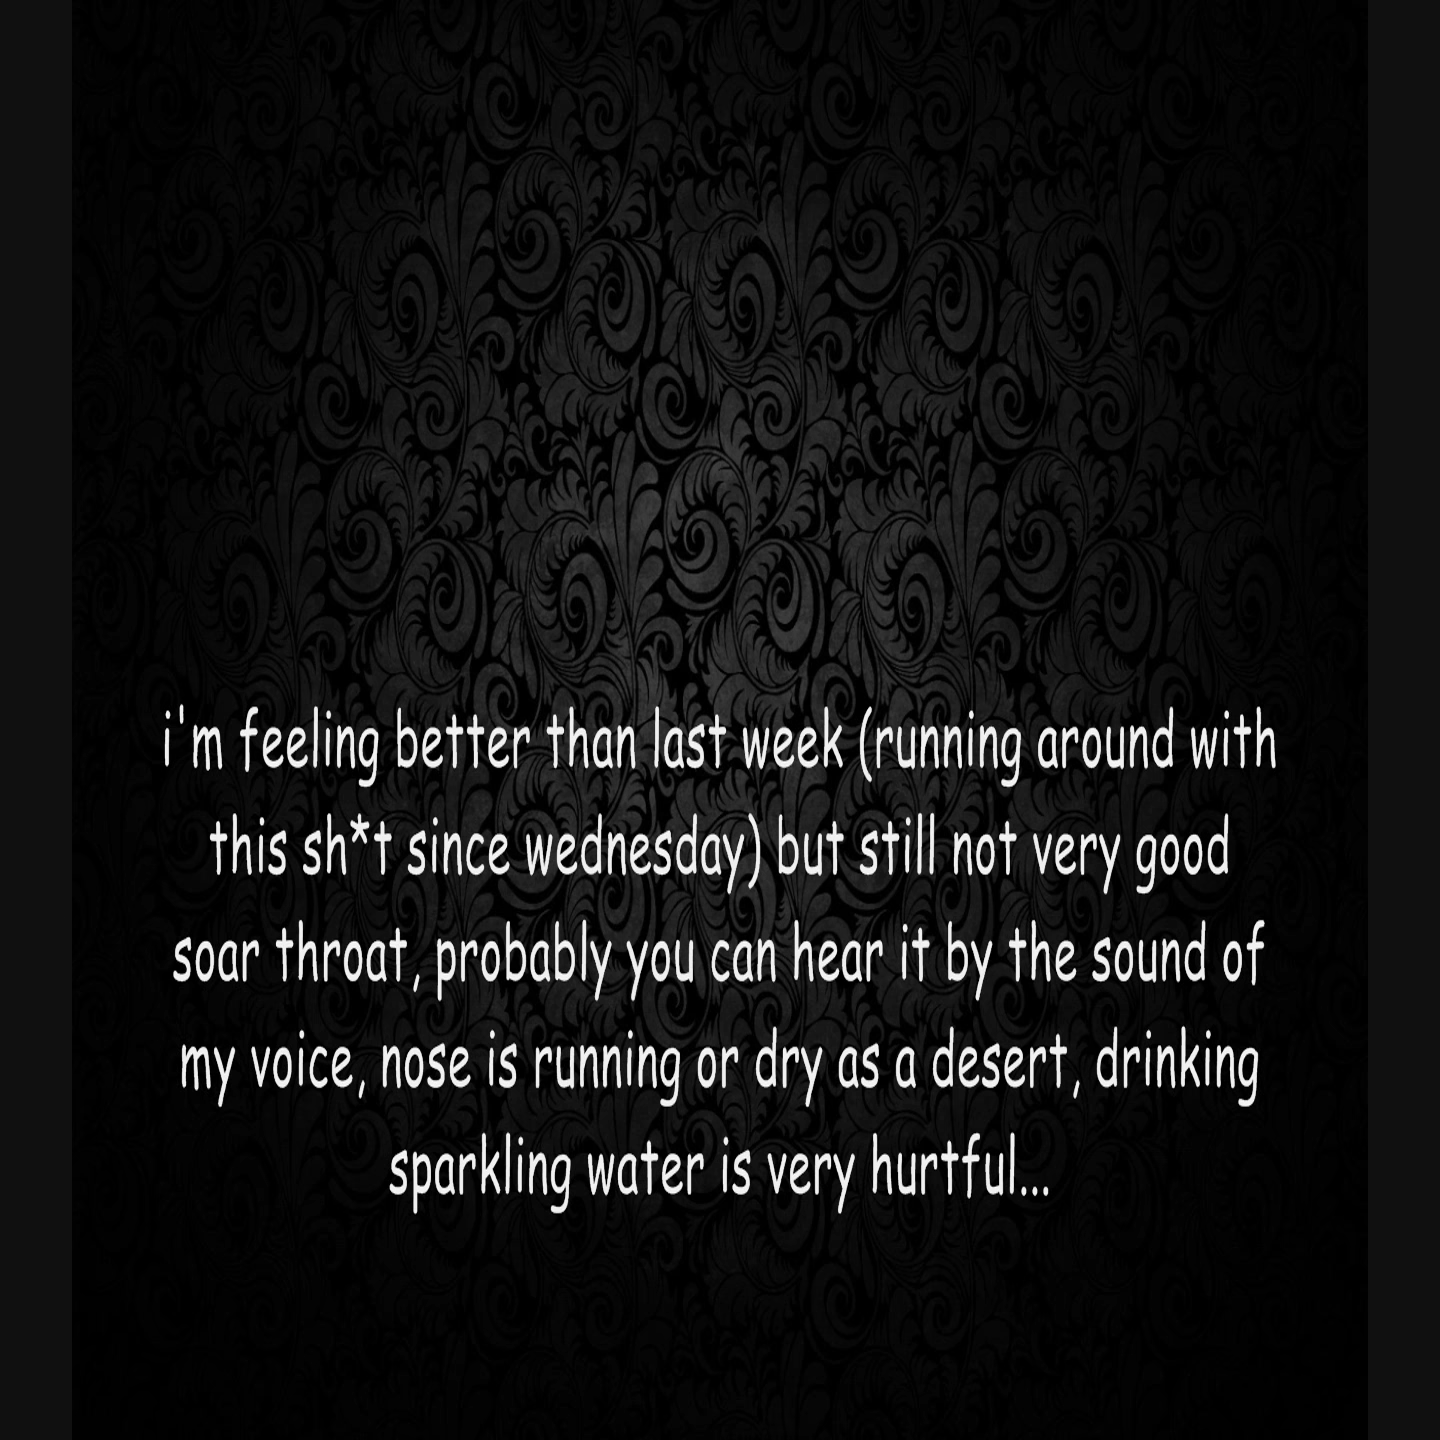 i'm feeling better than last week (running around with
this sh*t since wednesday) but still not very good
soar throat, probably you can hear it by the sound of
my voice, nose is running or dry as a desert, drinking
sparkling water is very hurtful...